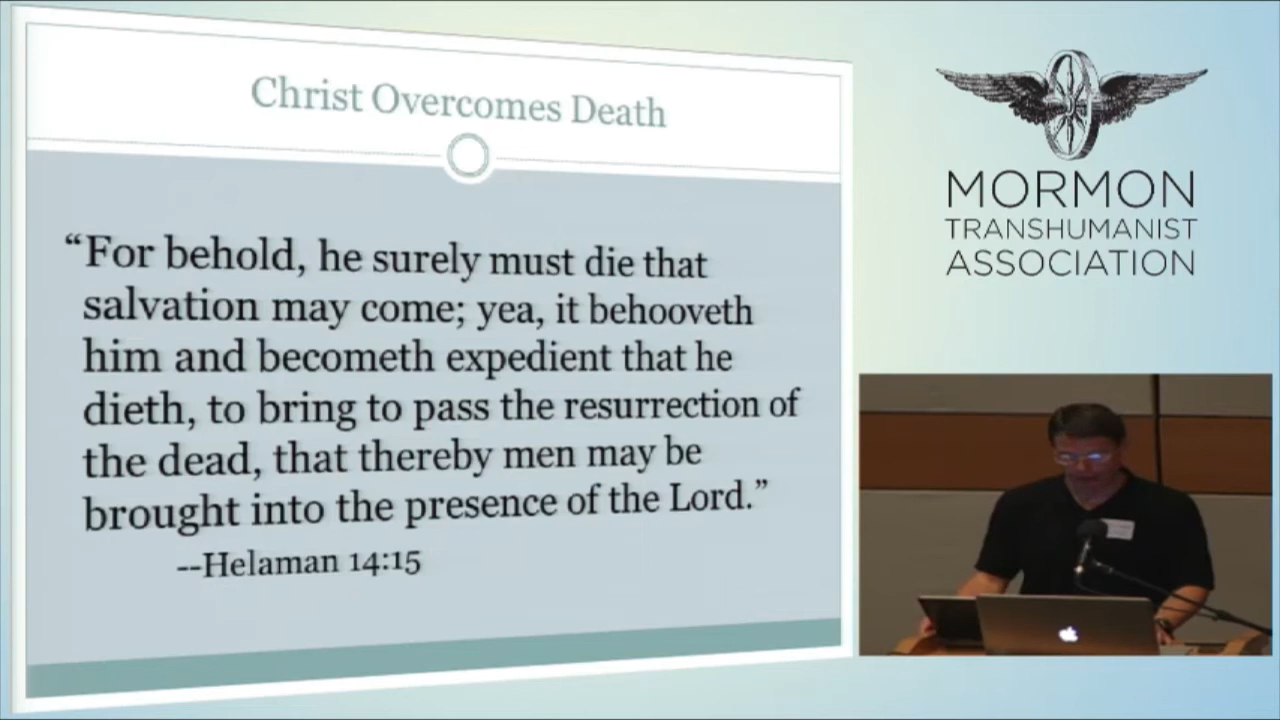 Christ Overcomes Death
“For behold, he surely must die that
salvation may come; yea, it behooveth
him and becometh expedient that he
dieth, to bring to pass the resurrection of
the dead, that thereby men may be
brought into the presence of the Lord.”
--Helaman 14:15
MORMON
TRANSHUMANIST
ASSOCIATION